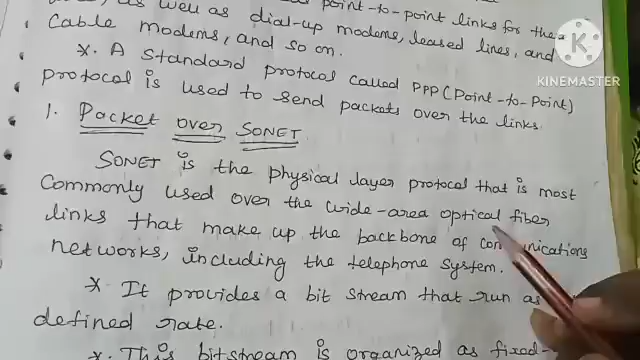 as well as point-to-point links for the
as dial-up modems, leased lines, and
Cable modems, and so on.
* A Standard protocol called PPP (Point-to-Point)
protocol is used to send packets over the links.
1. Packet over SONET
SONET is the physical layer protocol that is most
Commonly used over the wide-area optical fiber
links that make up the backbone of communications
networks, including the telephone system.
* It provides a bit stream that run as
defined rate.
* This bitstream is organized as fixed-
KINEMASTER